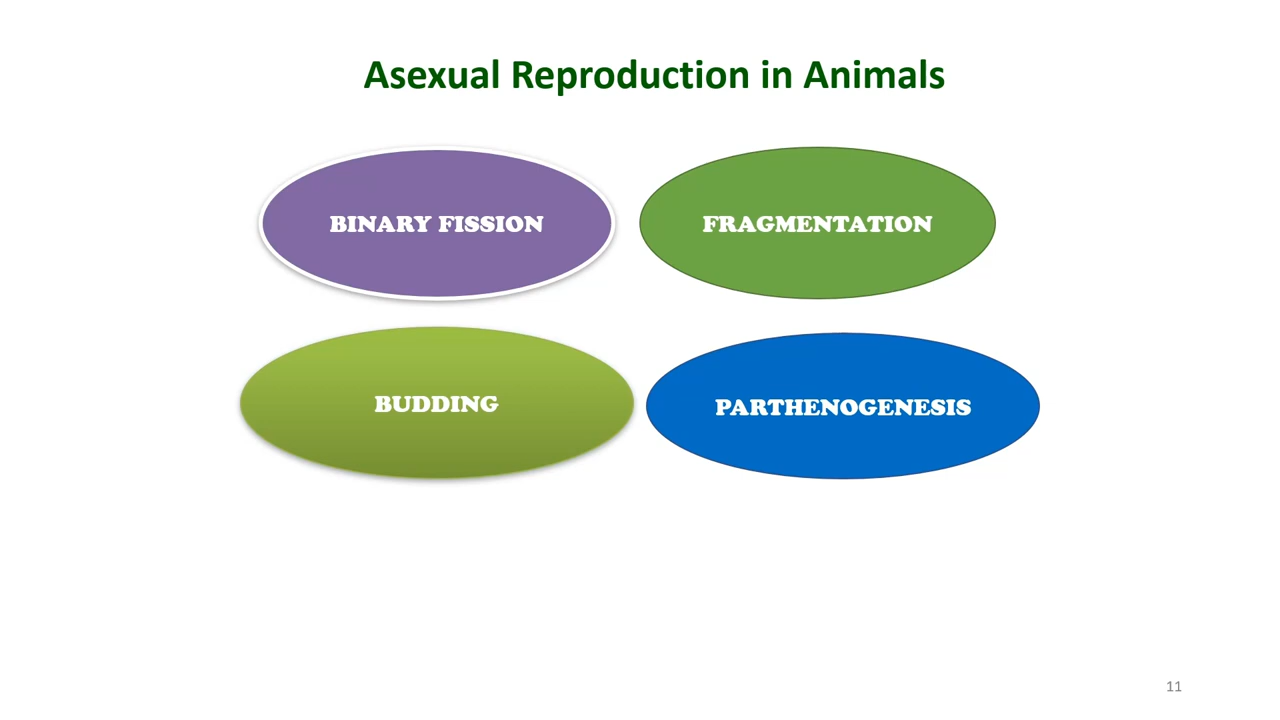 Asexual Reproduction in Animals
BINARY FISSION
FRAGMENTATION
BUDDING
PARTHENOGENESIS
11